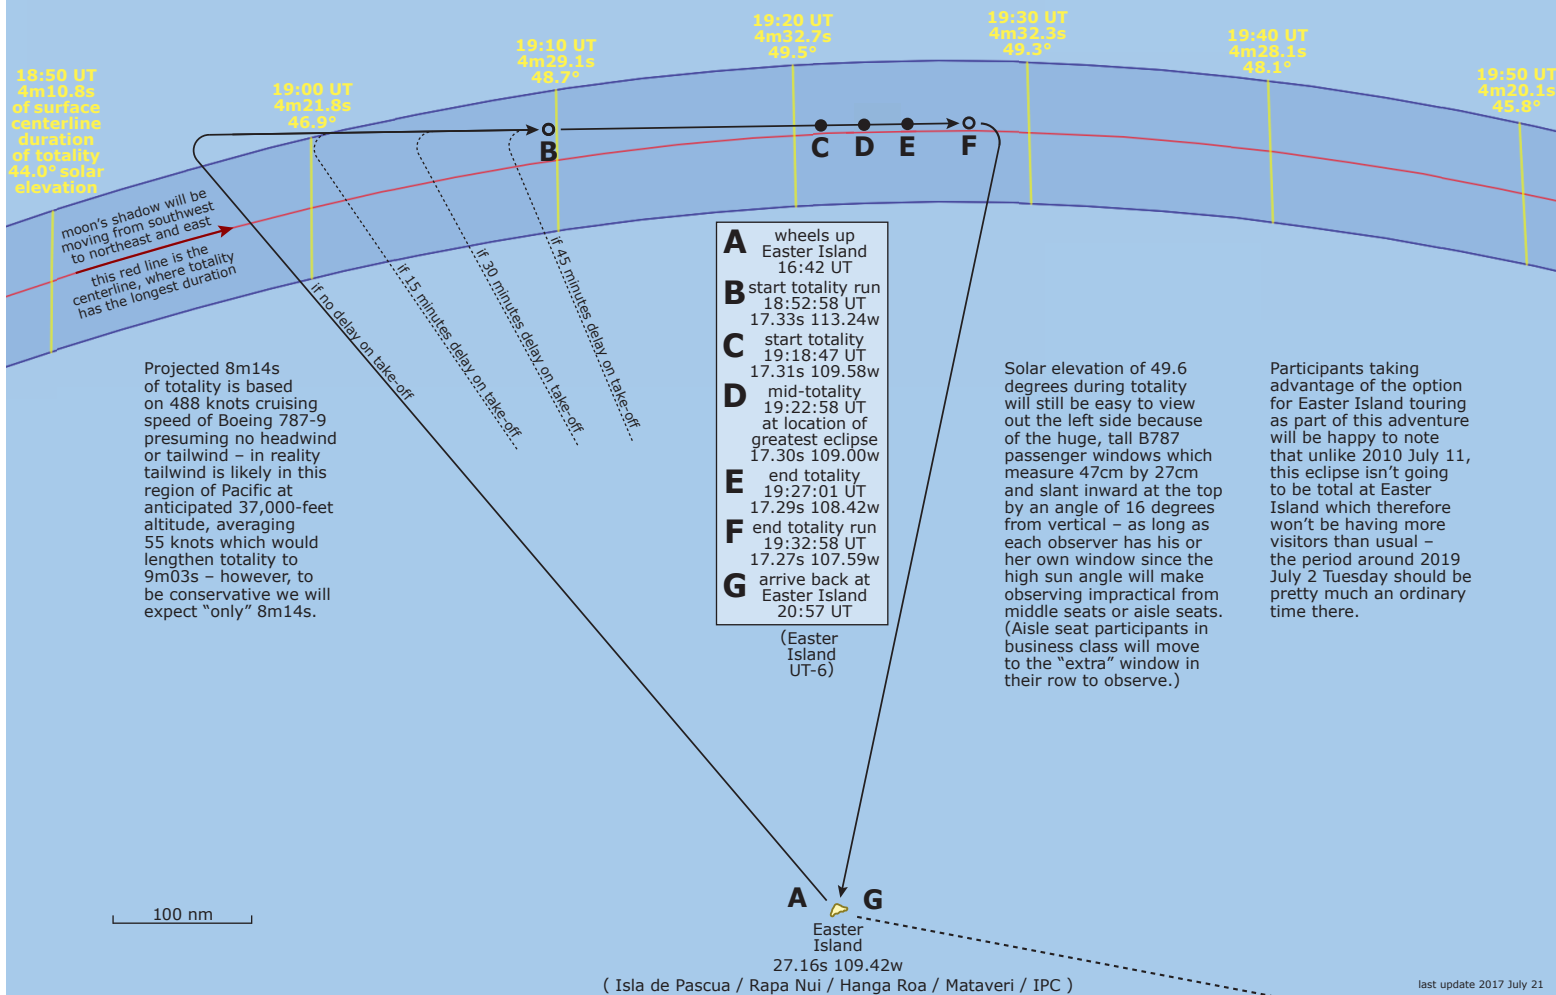 18:50 UT
4m10.8s
of surface
centerline
duration
of totality
44.0° solar
elevation
19:00 UT
4m21.8s
46.9°
19:10 UT
4m29.1s
48.7°
19:20 UT
4m32.7s
49.5°
19:30 UT
4m32.3s
49.3°
19:40 UT
4m28.1s
48.1°
19:50 UT
4m20.1s
45.8°
B
C
D
E
F
moon's shadow will be
moving from southwest
to northeast and east
this red line is the
centerline, where totality
has the longest duration
if no delay on take-off
if 15 minutes delay on take-off
if 30 minutes delay on take-off
if 45 minutes delay on take-off
Projected 8m14s
of totality is based
on 488 knots cruising
speed of Boeing 787-9
presuming no headwind
or tailwind – in reality
tailwind is likely in this
region of Pacific at
anticipated 37,000-feet
altitude, averaging
55 knots which would
lengthen totality to
9m03s – however, to
be conservative we will
expect “only” 8m14s.
A wheels up
Easter Island
16:42 UT
B start totality run
18:52:58 UT
17.33s 113.24w
C start totality
19:18:47 UT
17.31s 109.58w
D mid-totality
19:22:58 UT
at location of
greatest eclipse
17.30s 109.00w
E end totality
19:27:01 UT
17.29s 108.42w
F end totality run
19:32:58 UT
17.27s 107.59w
G arrive back at
Easter Island
20:57 UT
(Easter
Island
UT-6)
Solar elevation of 49.6
degrees during totality
will still be easy to view
out the left side because
of the huge, tall B787
passenger windows which
measure 47cm by 27cm
and slant inward at the top
by an angle of 16 degrees
from vertical – as long as
each observer has his or
her own window since the
high sun angle will make
observing impractical from
middle seats or aisle seats.
(Aisle seat participants in
business class will move
to the “extra” window in
their row to observe.)
Participants taking
advantage of the option
for Easter Island touring
as part of this adventure
will be happy to note
that unlike 2010 July 11,
this eclipse isn’t going
to be total at Easter
Island which therefore
won’t be having more
visitors than usual –
the period around 2019
July 2 Tuesday should be
pretty much an ordinary
time there.
100 nm
A
G
Easter
Island
27.16s 109.42w
( Isla de Pascua / Rapa Nui / Hanga Roa / Mataveri / IPC )
last update 2017 July 21